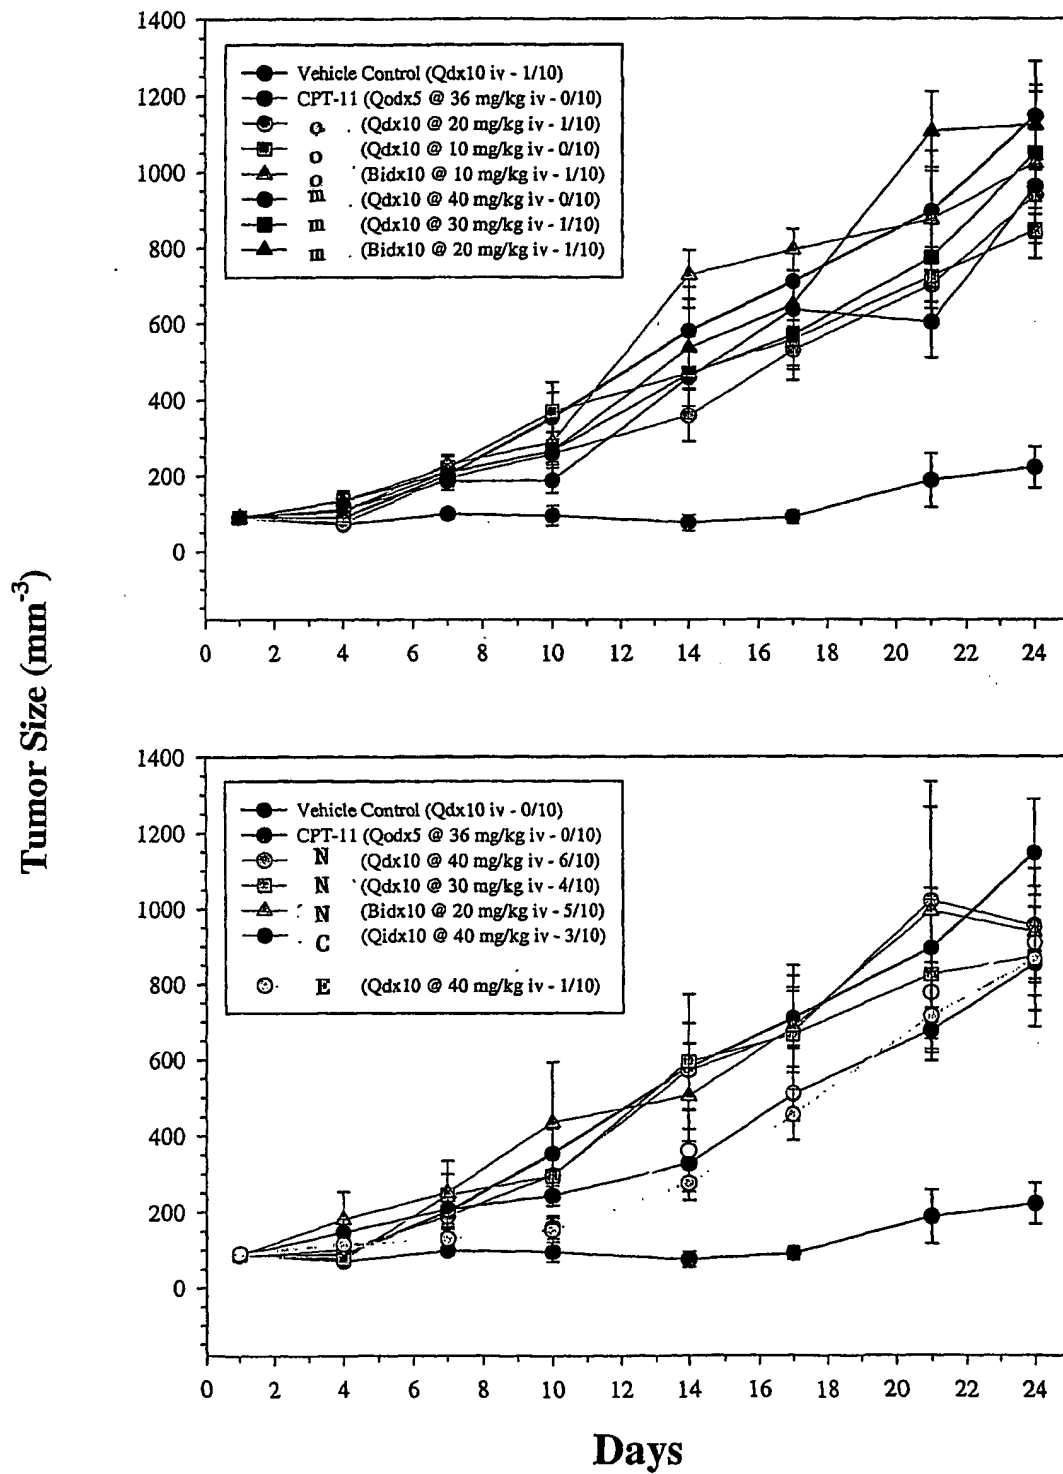 1400
1200
1000
800
600
400
200
0
Vehicle Control (Qdx10 iv - 1/10)
CPT-11 (Qodx5 @ 36 mg/kg iv - 0/10)
o (Qdx10 @ 20 mg/kg iv - 1/10)
o (Qdx10 @ 10 mg/kg iv - 0/10)
o (Bidx10 @ 10 mg/kg iv - 1/10)
m (Qdx10 @ 40 mg/kg iv - 0/10)
m (Qdx10 @ 30 mg/kg iv - 1/10)
m (Bidx10 @ 20 mg/kg iv - 1/10)
0 2 4 6 8 10 12 14 16 18 20 22 24
Tumor Size (mm-3)
1400
1200
1000
800
600
400
200
0
Vehicle Control (Qdx10 iv - 0/10)
CPT-11 (Qodx5 @ 36 mg/kg iv - 0/10)
N (Qdx10 @ 40 mg/kg iv - 6/10)
N (Qdx10 @ 30 mg/kg iv - 4/10)
N (Bidx10 @ 20 mg/kg iv - 5/10)
C (Qidx10 @ 40 mg/kg iv - 3/10)
E (Qdx10 @ 40 mg/kg iv - 1/10)
0 2 4 6 8 10 12 14 16 18 20 22 24
Days